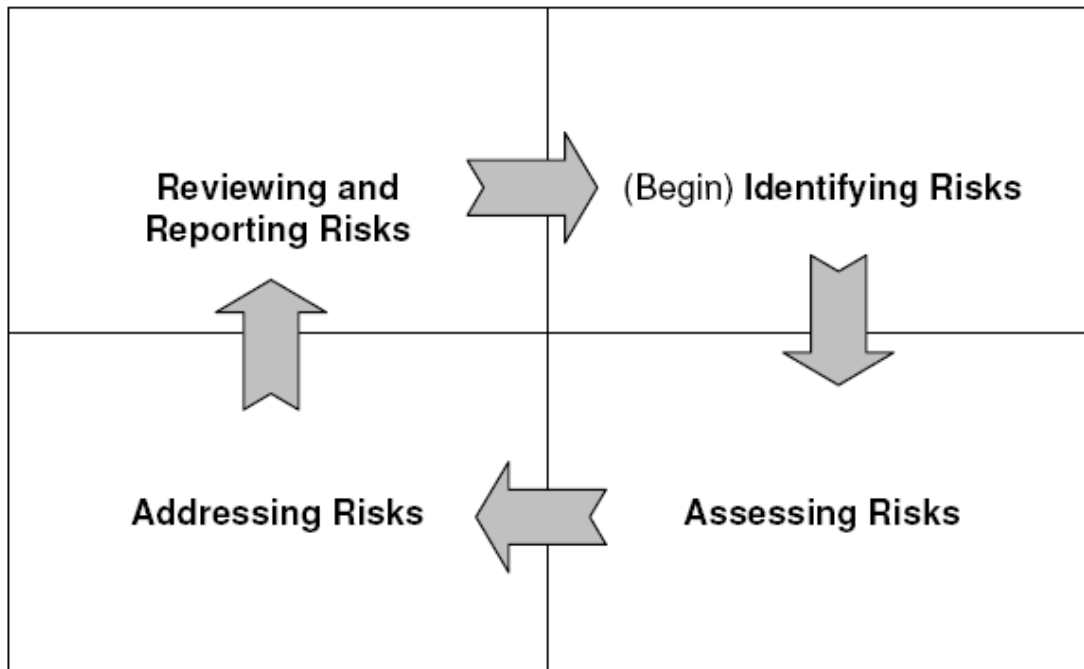 Reviewing and
Reporting Risks
(Begin) Identifying Risks
Addressing Risks
Assessing Risks